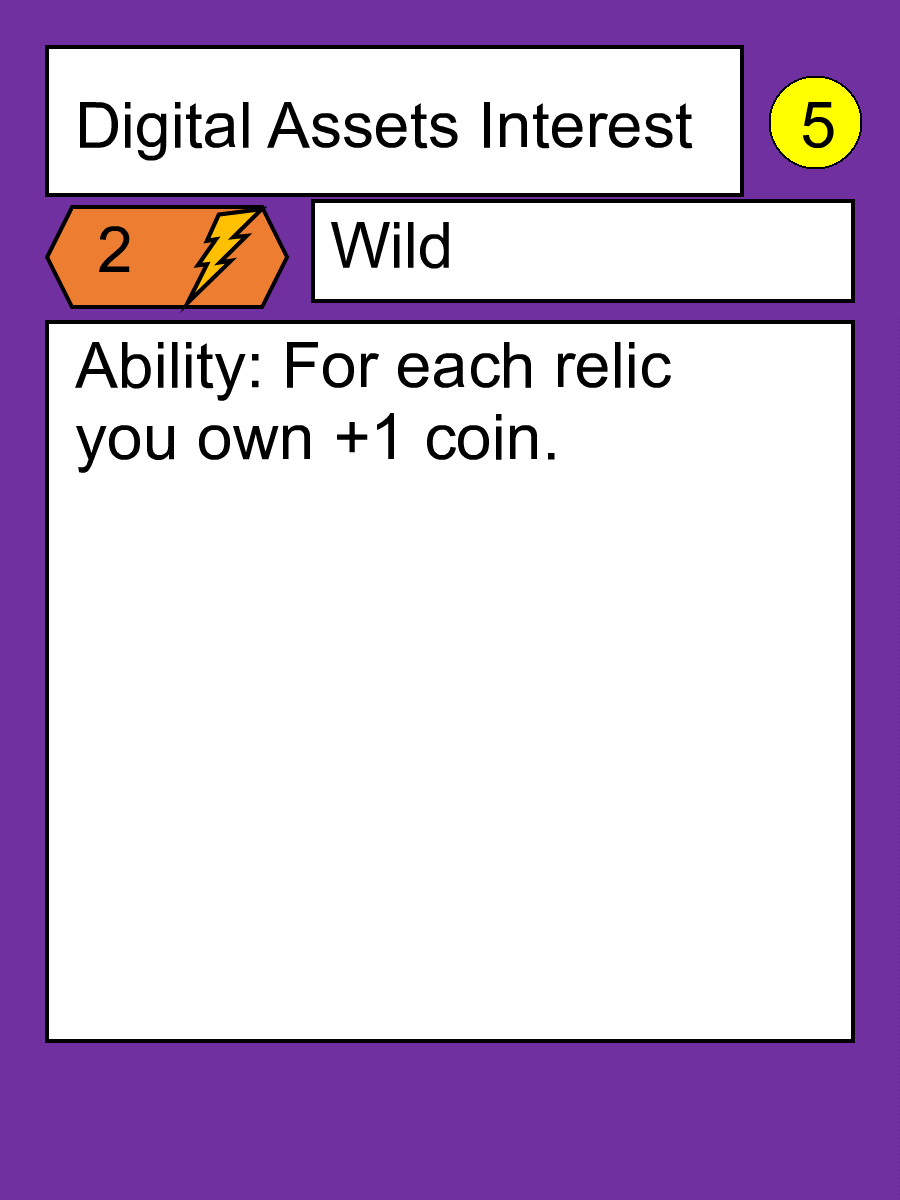 Digital Assets Interest
5
2
Wild
Ability: For each relic
you own +1 coin.